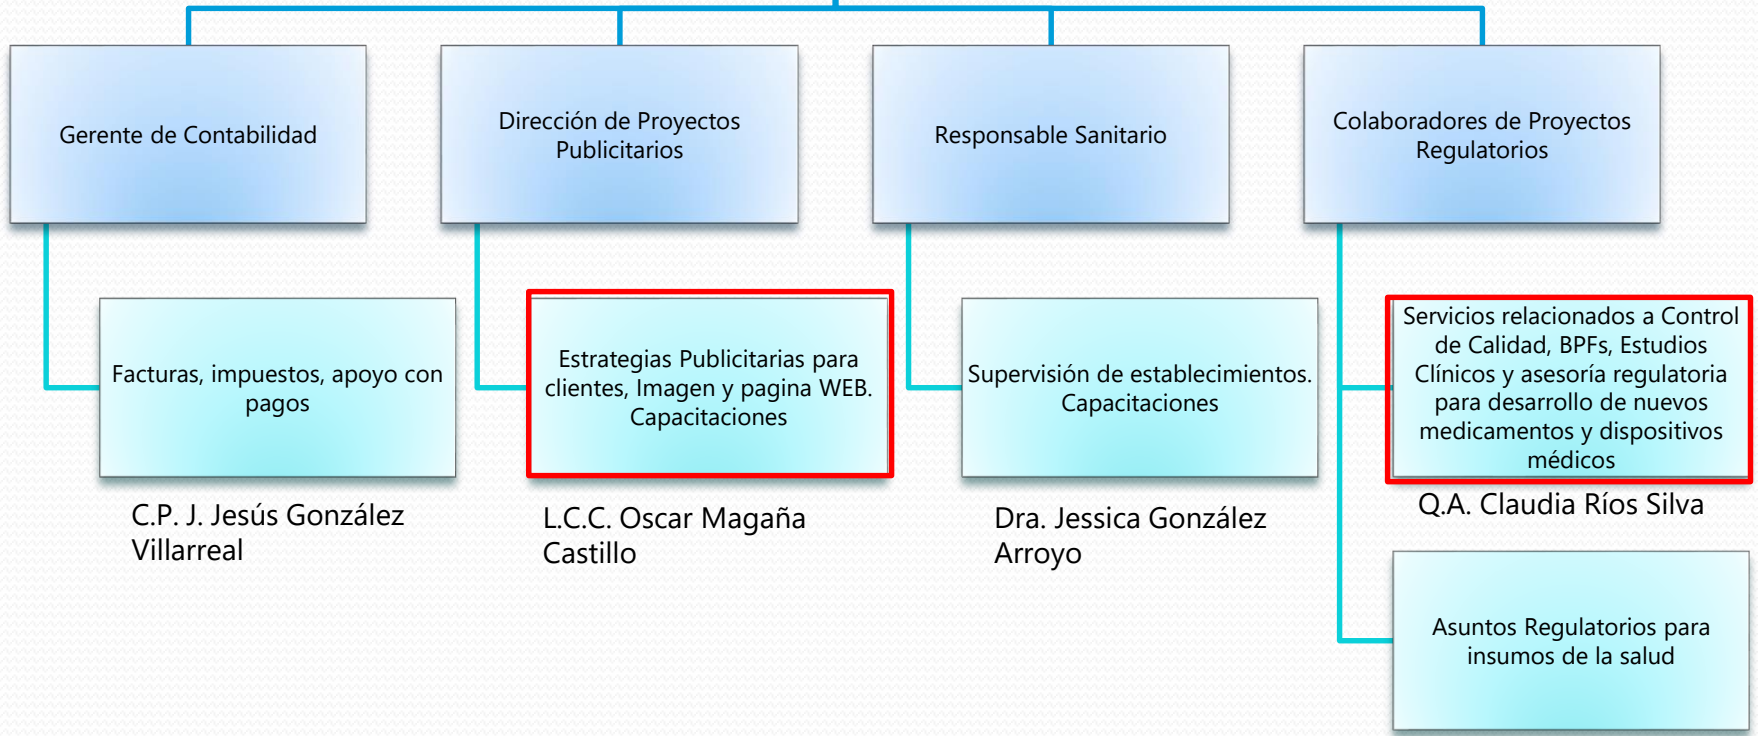 Gerente de Contabilidad
Dirección de Proyectos
Publicitarios
Responsable Sanitario
Colaboradores de Proyectos
Regulatorios
Facturas, impuestos, apoyo con
pagos
Estrategias Publicitarias para
clientes, Imagen y pagina WEB.
Capacitaciones
Supervisión de establecimientos.
Capacitaciones
Servicios relacionados a Control
de Calidad, BPFs, Estudios
Clínicos y asesoría regulatoria
para desarrollo de nuevos
medicamentos y dispositivos
médicos
C.P. J. Jesús González
Villarreal
L.C.C. Oscar Magaña
Castillo
Dra. Jessica González
Arroyo
Q.A. Claudia Ríos Silva
Asuntos Regulatorios para
insumos de la salud